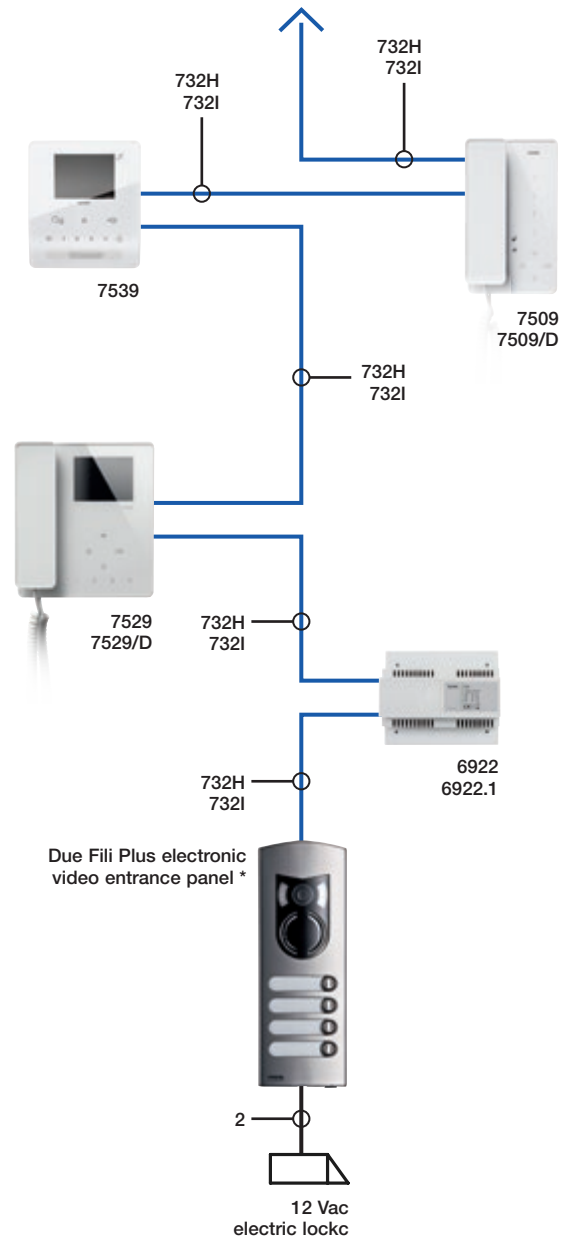 732H
732I
732H
732I
7539
7509
7509/D
732H
732I
7529
7529/D
732H
732I
6922
6922.1
732H
732I
Due Fili Plus electronic
video entrance panel *
2
12 Vac
electric lockc